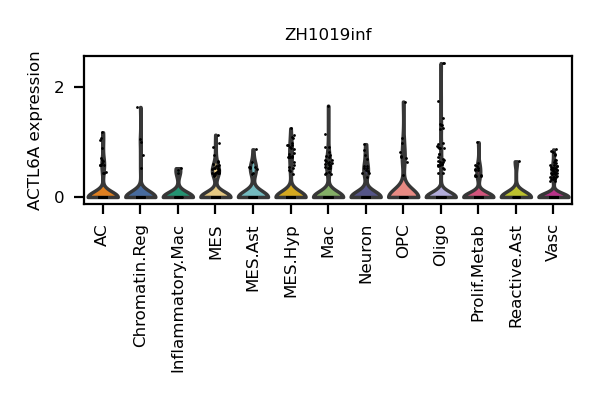 ZH1019inf
ACTL6A expression
2
0
AC
Chromatin.Reg
Inflammatory.Mac
MES
MES.Ast
MES.Hyp
Mac
Neuron
OPC
Oligo
Prolif.Metab
Reactive.Ast
Vasc